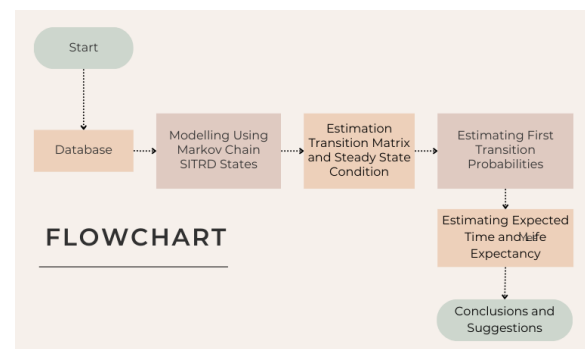 Start
Database
Modelling Using
Markov Chain
SITRD States
Estimation
Transition Matrix
and Steady State
Condition
Estimating First
Transition
Probabilities
Estimating Expected
Time and Life
Expectancy
FLOWCHART
Conclusions and
Suggestions